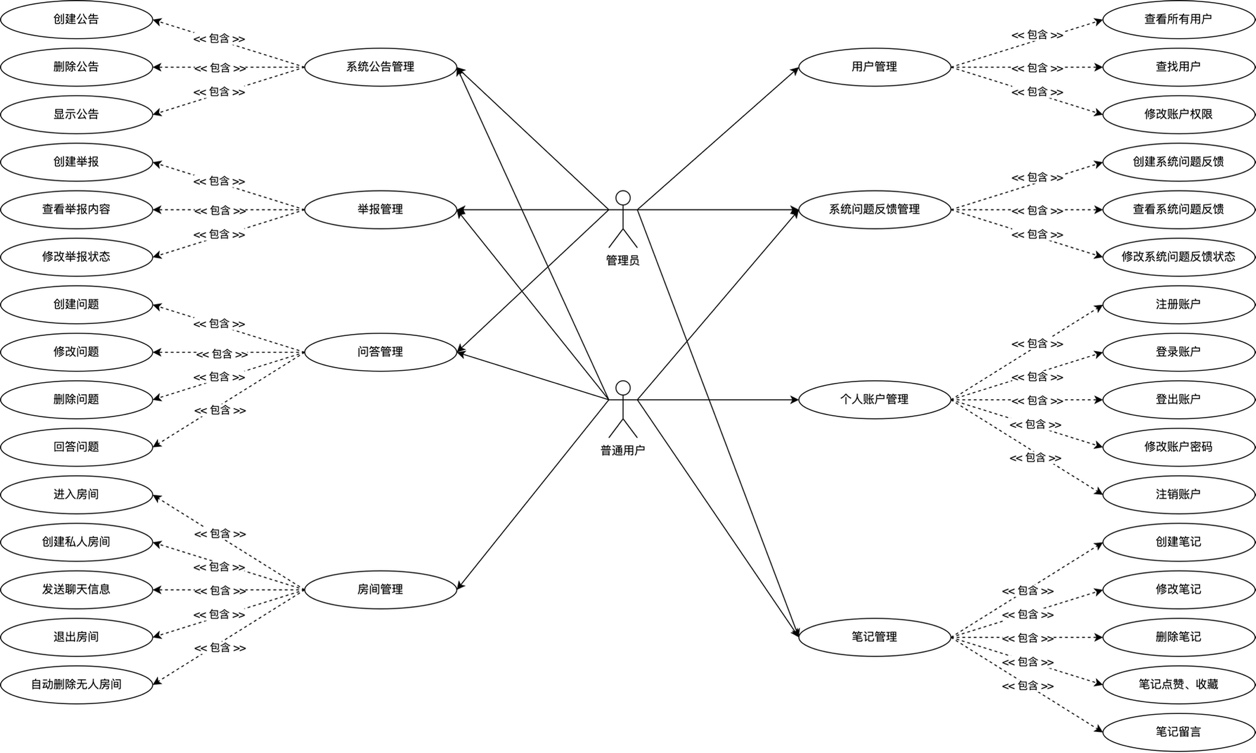 创建公告
<< 包含 >>
删除公告
<< 包含 >>
系统公告管理
显示公告
<< 包含 >>
创建举报
<< 包含 >>
查看举报内容
<< 包含 >>
举报管理
修改举报状态
<< 包含 >>
创建问题
<< 包含 >>
修改问题
<< 包含 >>
问答管理
删除问题
<< 包含 >>
回答问题
<< 包含 >>
进入房间
<< 包含 >>
创建私人房间
<< 包含 >>
发送聊天信息
<< 包含 >>
房间管理
退出房间
<< 包含 >>
自动删除无人房间
<< 包含 >>
管理员
普通用户
查看所有用户
<< 包含 >>
用户管理
<< 包含 >>
查找用户
<< 包含 >>
修改账户权限
创建系统问题反馈
<< 包含 >>
系统问题反馈管理
<< 包含 >>
查看系统问题反馈
<< 包含 >>
修改系统问题反馈状态
注册账户
<< 包含 >>
登录账户
<< 包含 >>
个人账户管理
<< 包含 >>
登出账户
<< 包含 >>
修改账户密码
<< 包含 >>
注销账户
创建笔记
<< 包含 >>
修改笔记
<< 包含 >>
笔记管理
<< 包含 >>
删除笔记
<< 包含 >>
笔记点赞、收藏
<< 包含 >>
笔记留言